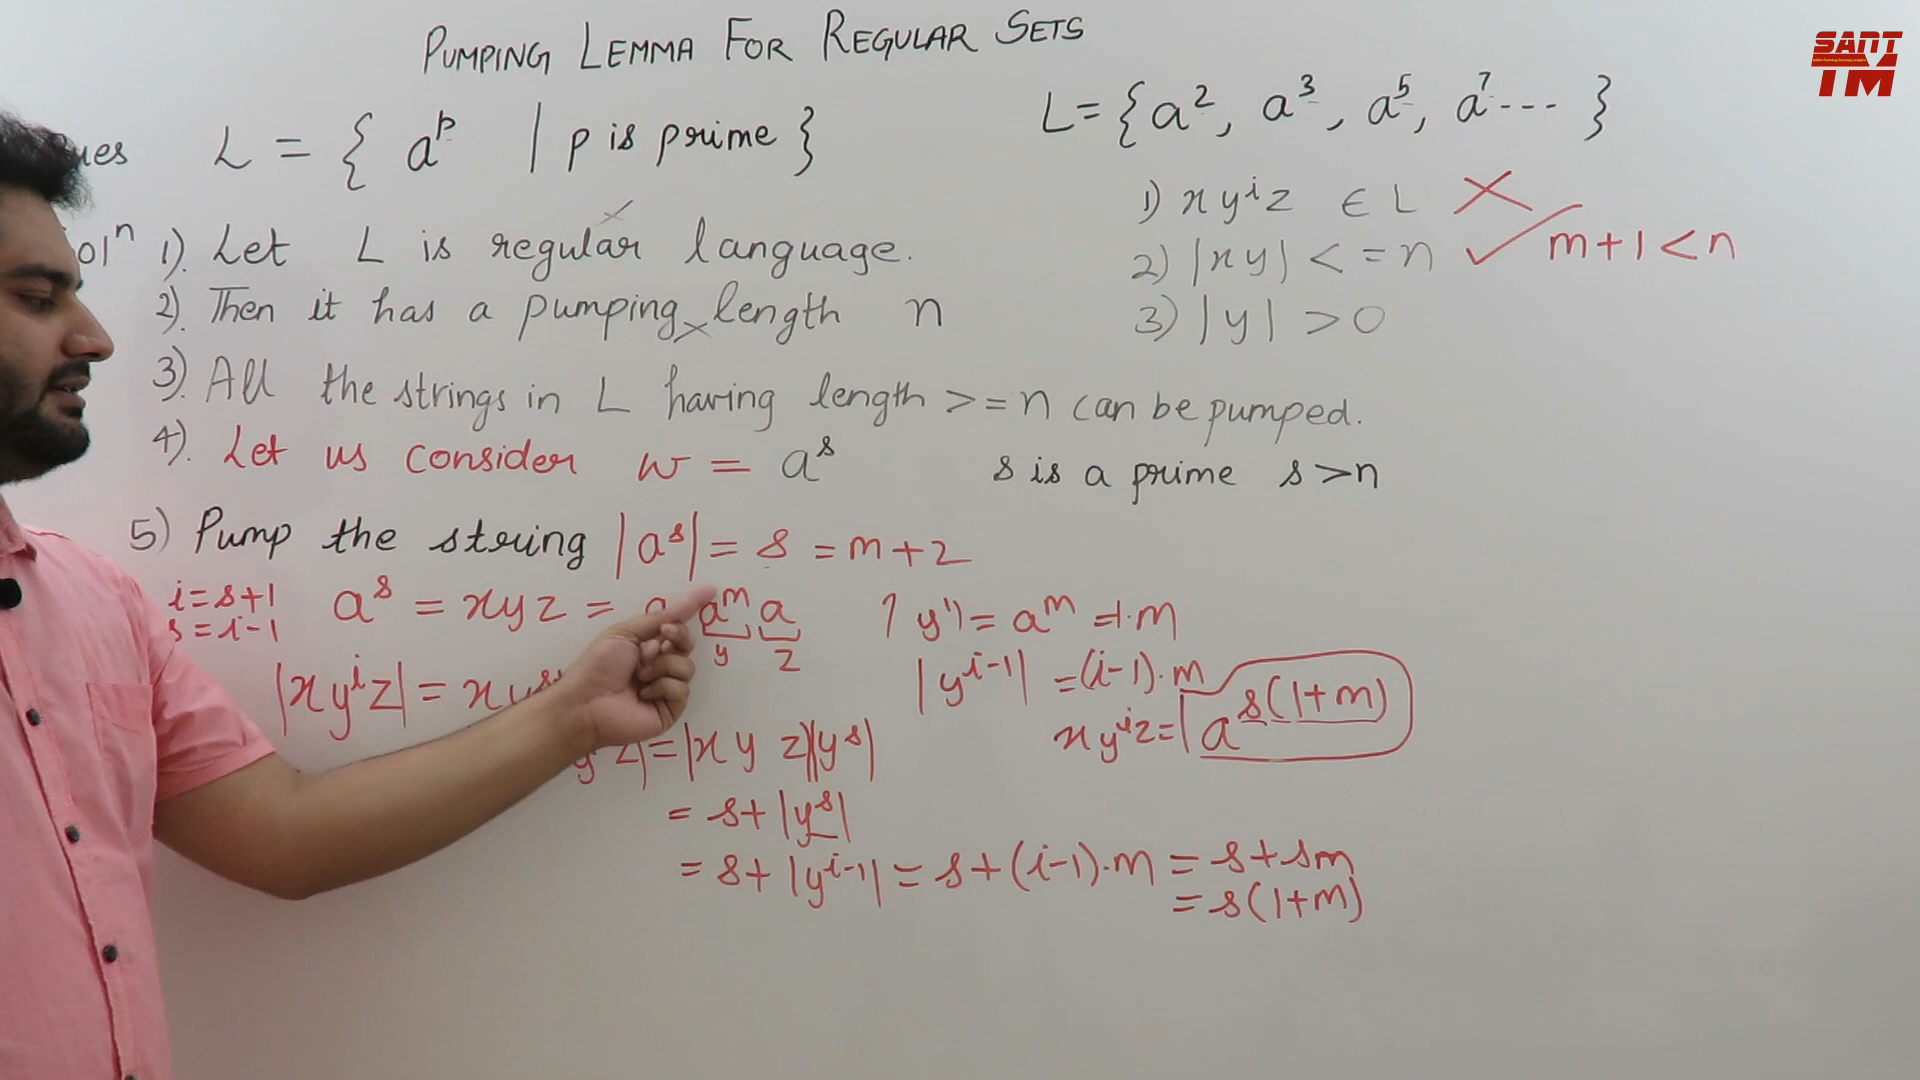 PUMPING LEMMA FOR REGULAR SETS
SANT
TM
L = { a^p | p is prime }
L = { a^2, a^3, a^5, a^7 --- }
1) xy^iz ∈ L ✗
2) |xy| <= n ✓ m+1<n
3) |y| > 0
1). Let L is regular language.
2). Then it has a pumping length n
3). All the strings in L having length >=n can be pumped.
4). Let us consider w = a^s s is a prime s>n
5) Pump the string |a^s| = s = m+2
i=s+1
s=i-1
a^s = xyz = a^m a
y z
|y^1| = a^m = 1.m
|y^i-1| = (i-1).m
|xy^iz| =
xy^iz = a^s(1+m)
z| = |xy z||y^s|
= s+ |y^s|
= s+ |y^i-1| = s+(i-1).m = s+sm
= s(1+m)